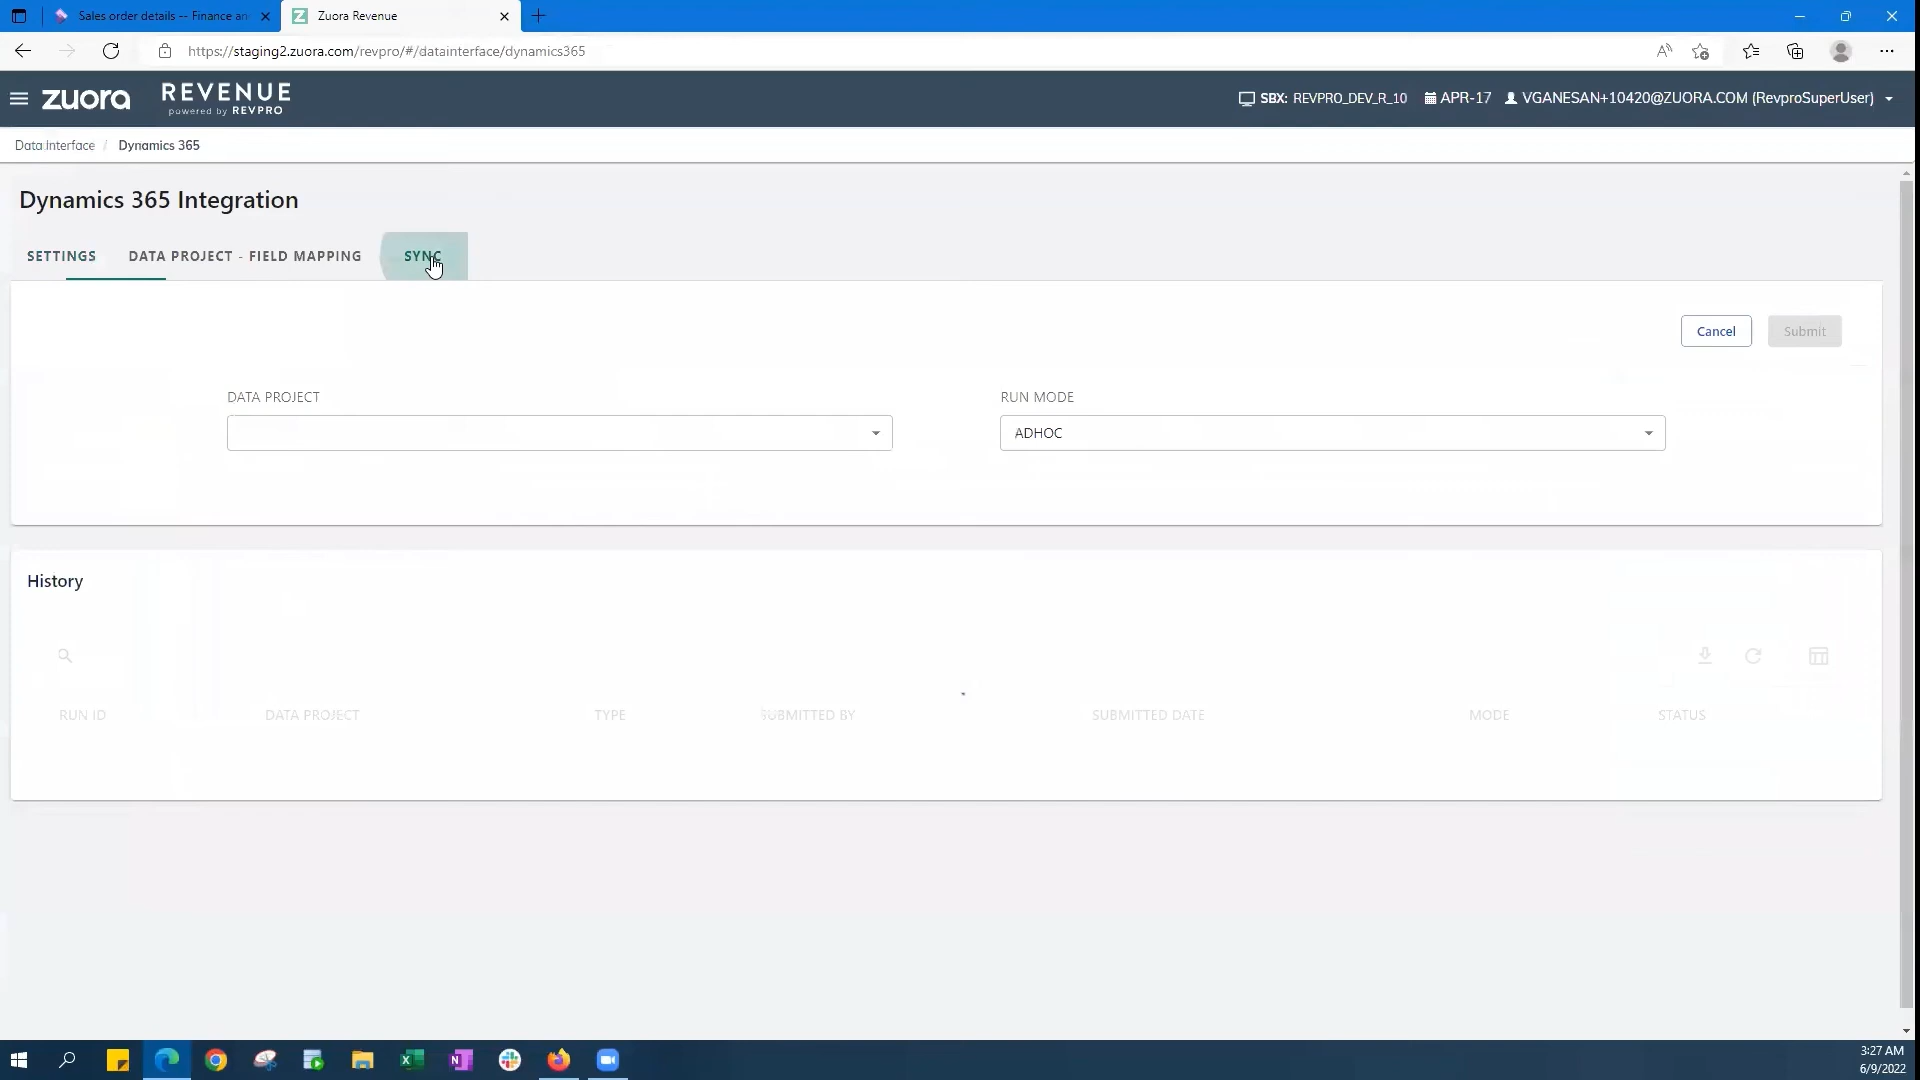 Sales order details -- Finance an
Zuora Revenue
https://staging2.zuora.com/revpro/#/datainterface/dynamics365
zuora
REVENUE
powered by REVPRO
SBX: REVPRO_DEV_R_10
APR-17
VGANESAN+10420@ZUORA.COM (RevproSuperUser)
Data Interface / Dynamics 365
Dynamics 365 Integration
SETTINGS
DATA PROJECT - FIELD MAPPING
SYNC
Cancel
Submit
DATA PROJECT
RUN MODE
ADHOC
History
RUN ID
DATA PROJECT
TYPE
SUBMITTED BY
SUBMITTED DATE
MODE
STATUS
3:27 AM
6/9/2022